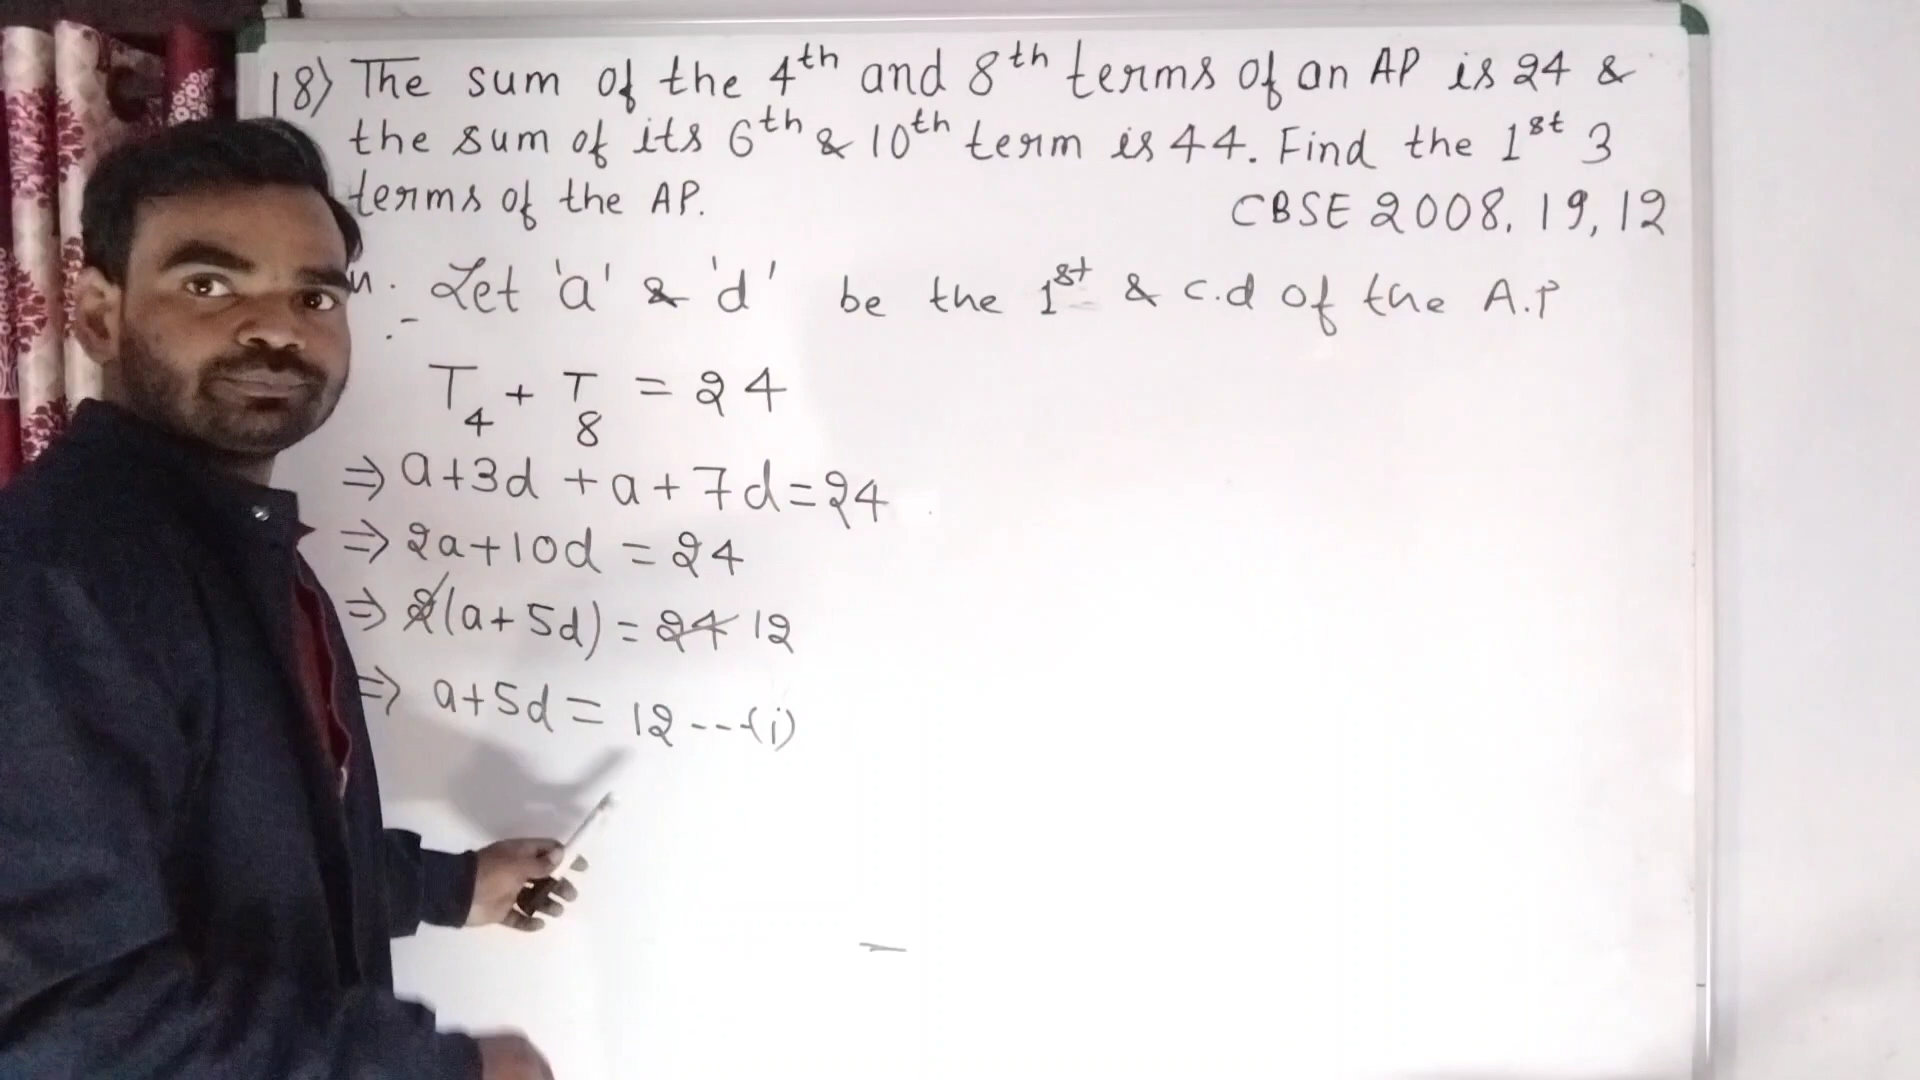 18) The sum of the 4th and 8th terms of an AP is 24 &
the sum of its 6th & 10th term is 44. Find the 1st 3
terms of the AP.
CBSE 2008, 19, 12
:- Let 'a' & 'd' be the 1st & c.d of the A.P
T4 + T8 = 24
⇒ a+3d + a + 7d = 24
⇒ 2a+10d = 24
⇒ 2(a+5d) = 24 12
⇒ a+5d = 12 ---(i)